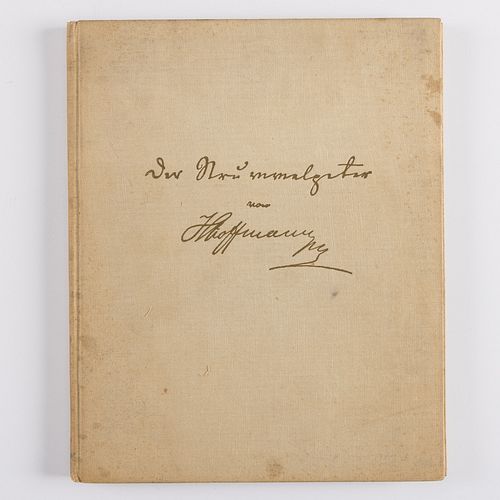 Der Struwwelpeter
von
Hoffmann